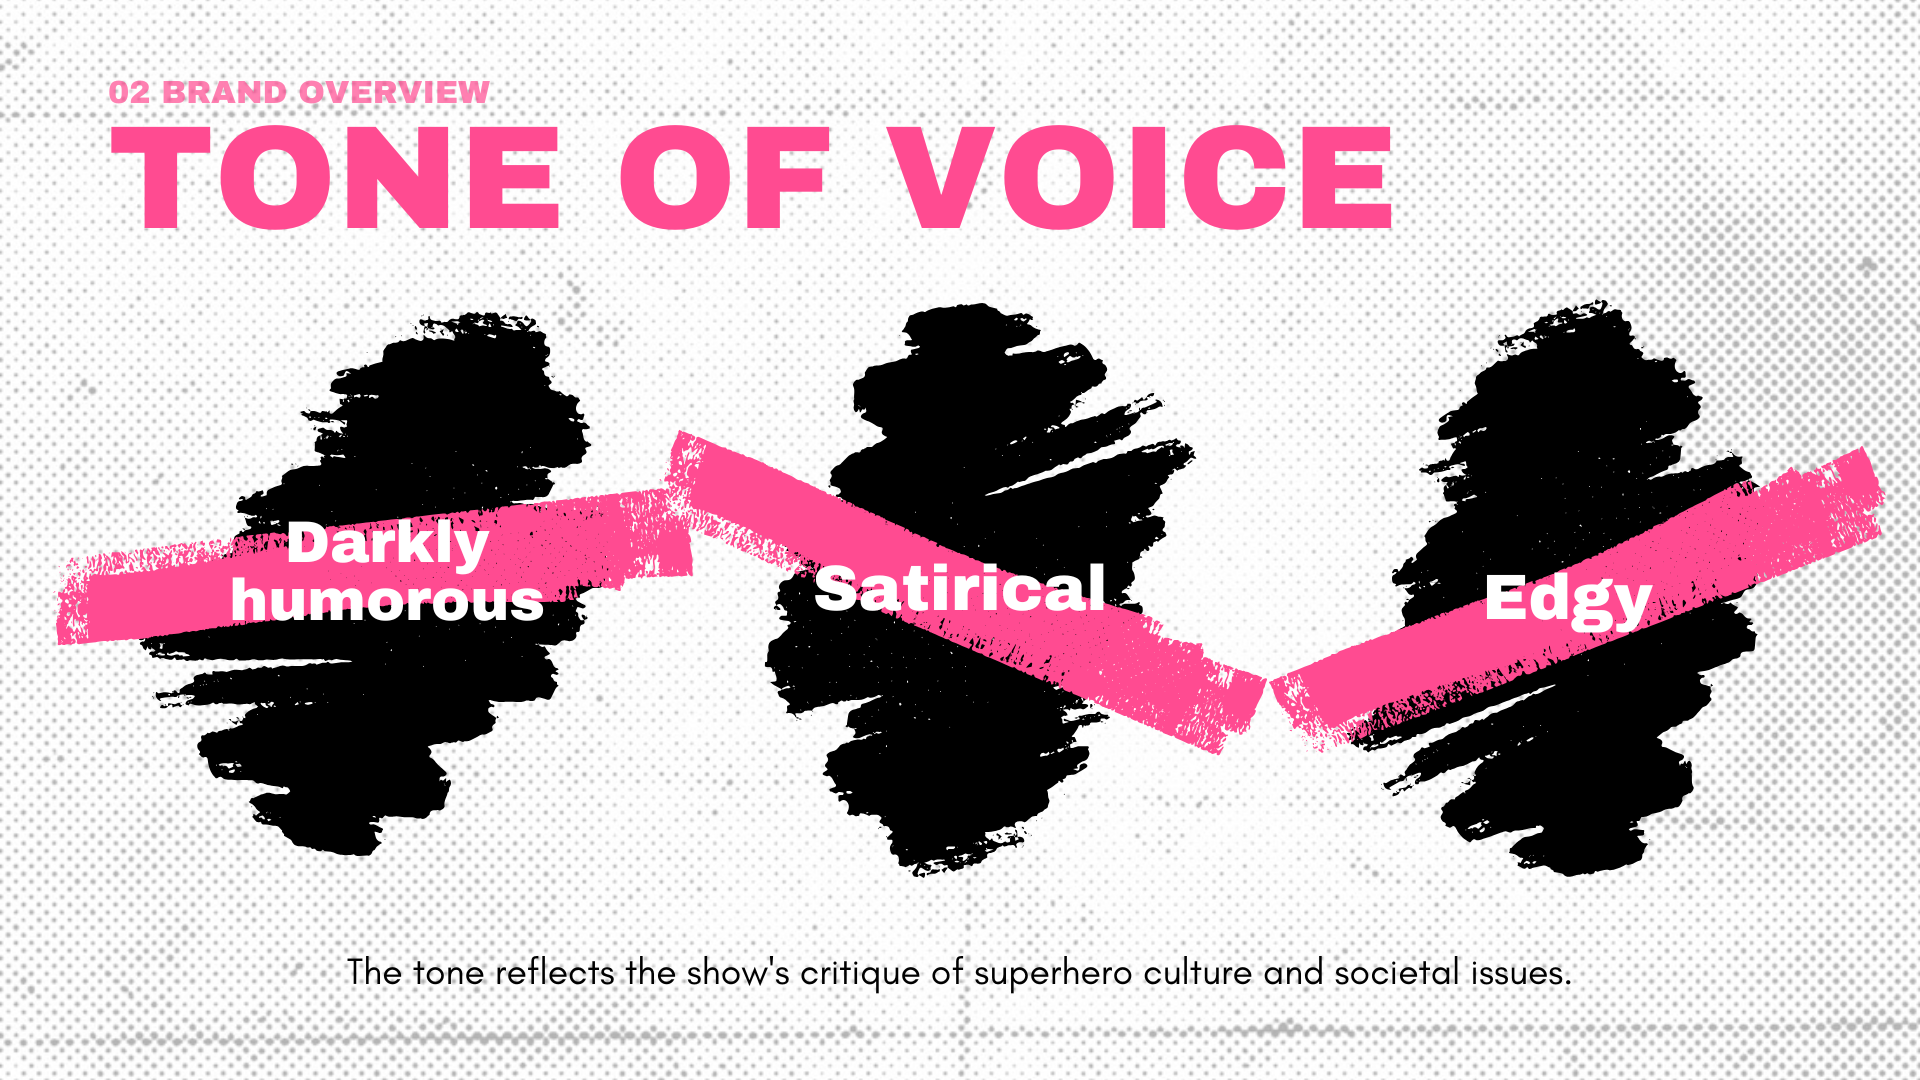 02 BRAND OVERVIEW
TONE OF VOICE
Darkly
humorous
Satirical
Edgy
The tone reflects the show's critique of superhero culture and societal issues.